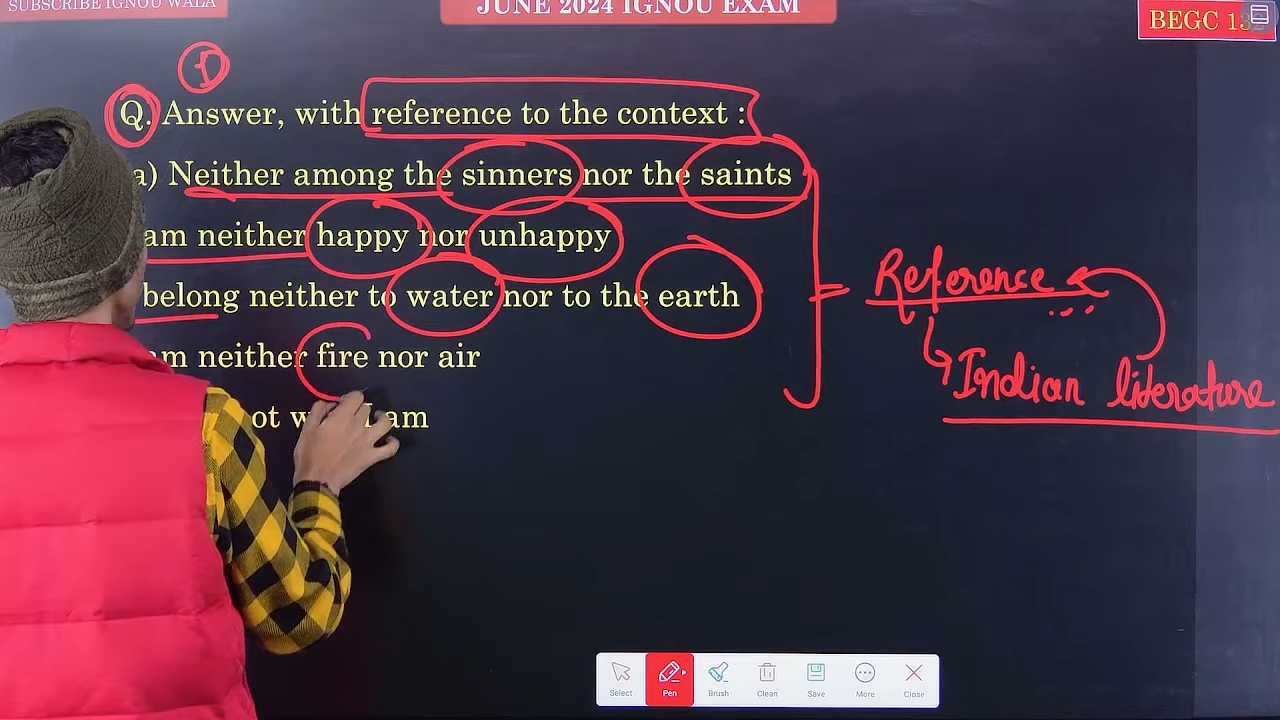 SUBSCRIBE IGNOU WALA
JUNE 2024 IGNOU EXAM
BEGC
Q. Answer, with reference to the context :
a) Neither among the sinners nor the saints
am neither happy nor unhappy
belong neither to water nor to the earth
am neither fire nor air
I am
Reference
Indian literature
Select
Pen
Brush
Clean
Save
More
Close